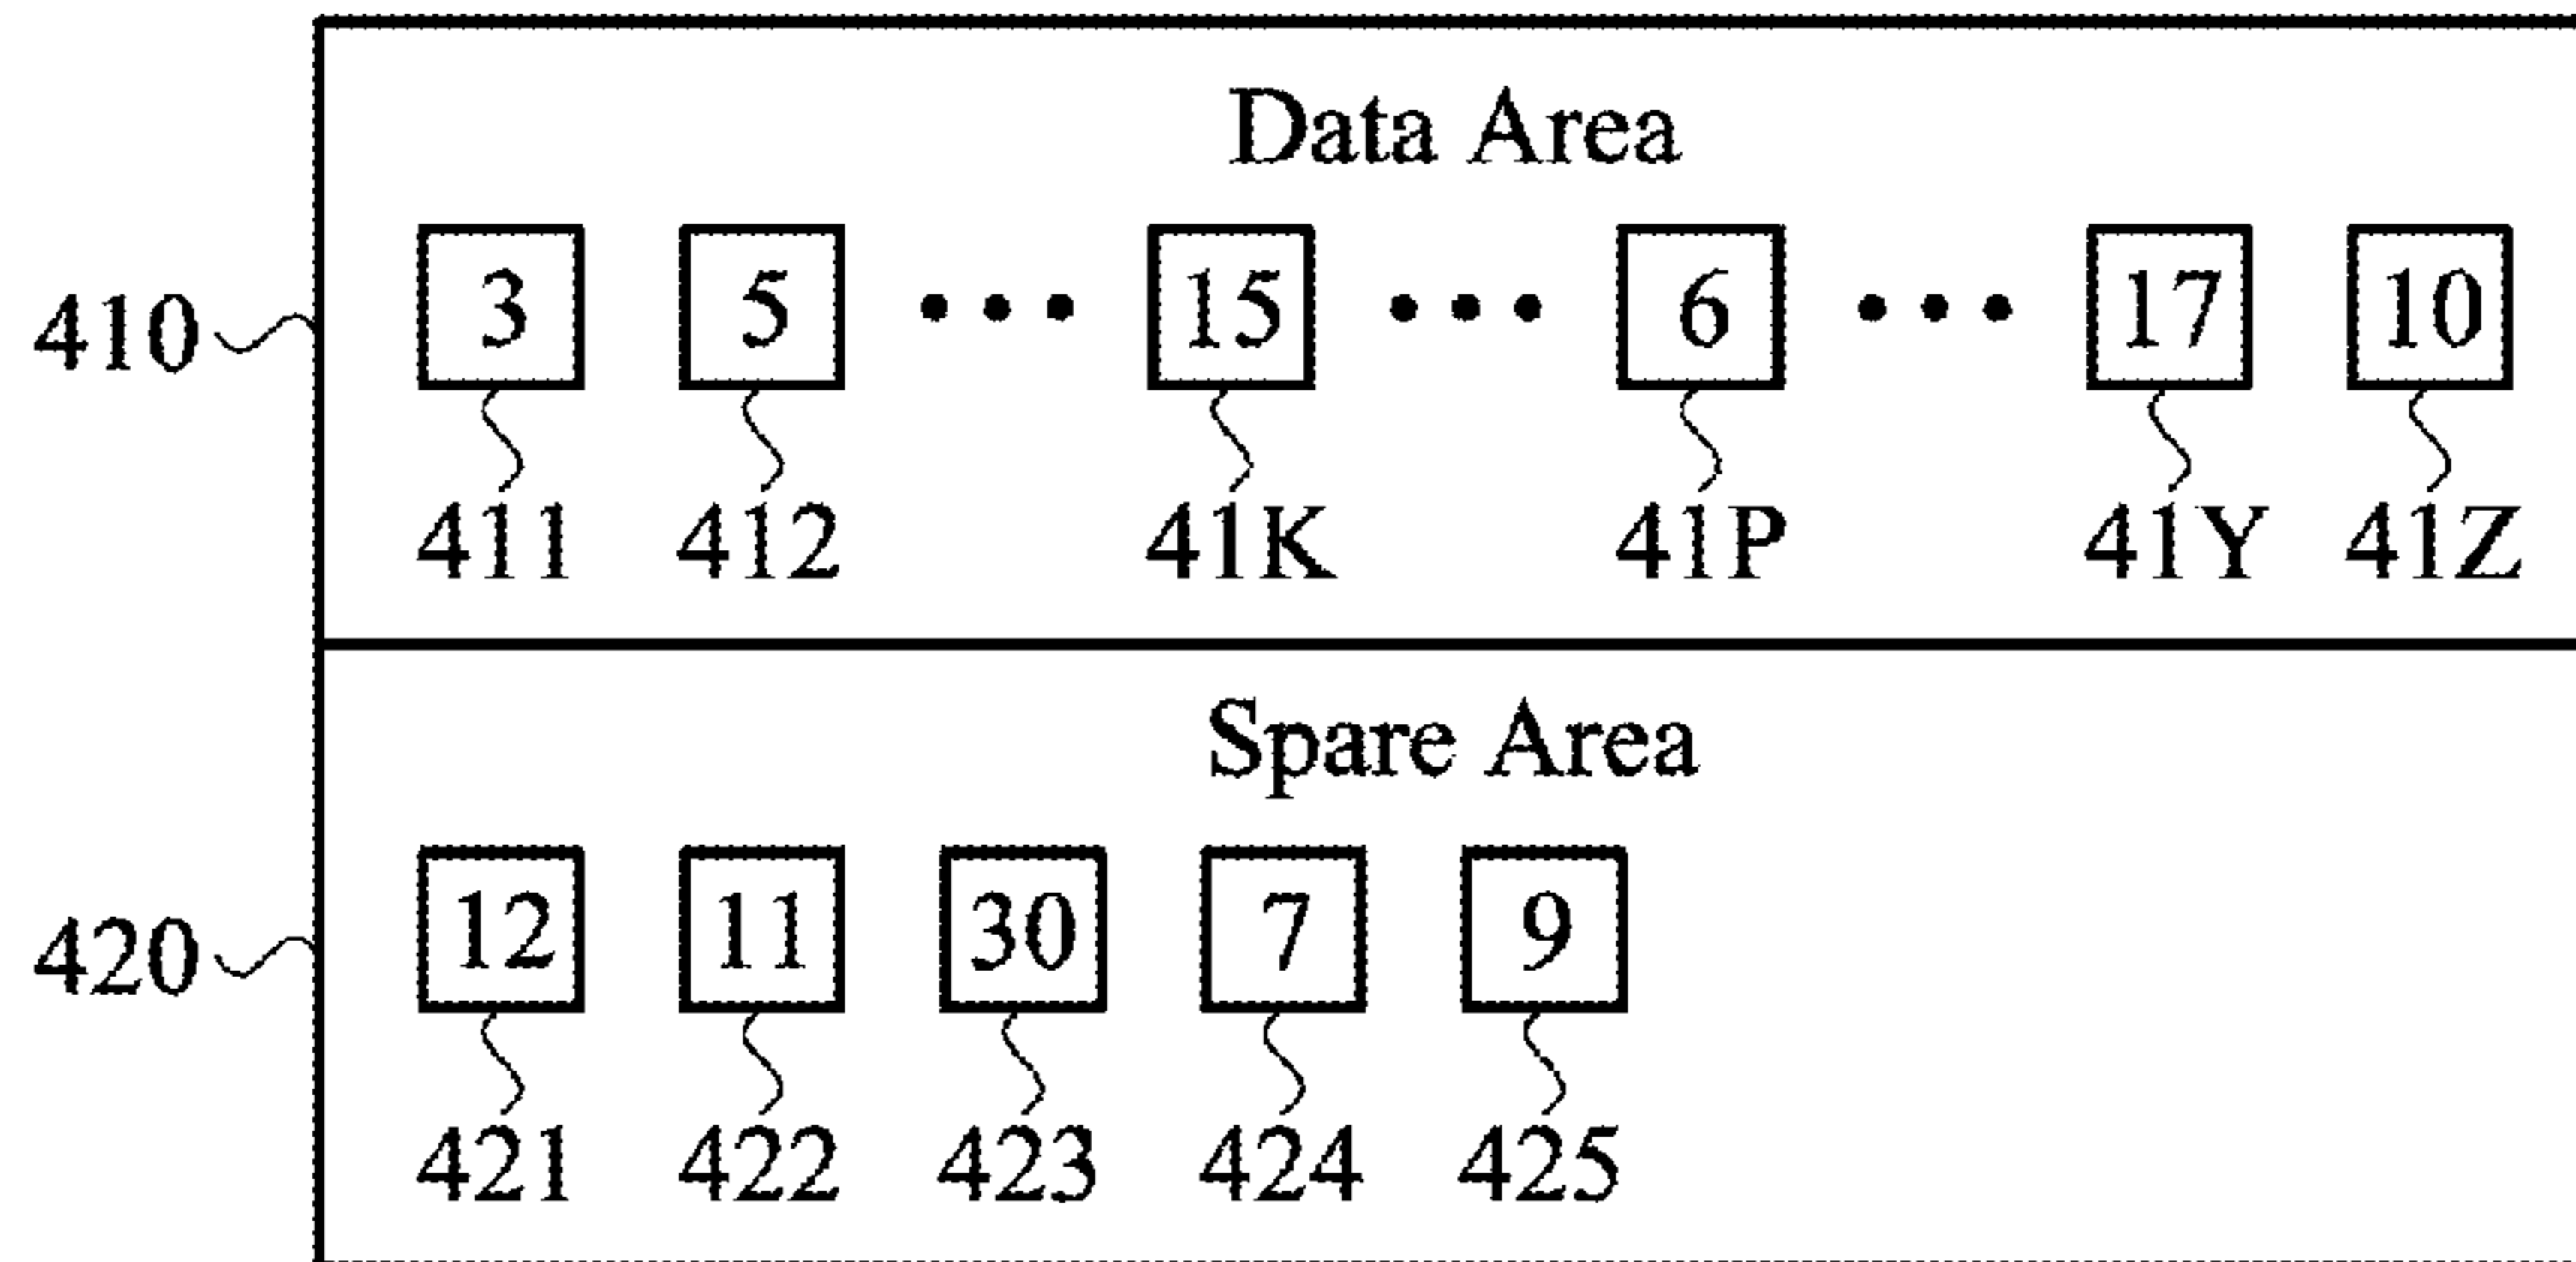 Data Area
410 3 5 ••• 15 ••• 6 ••• 17 10
411 412 41K 41P 41Y 41Z
Spare Area
420 12 11 30 7 9
421 422 423 424 425